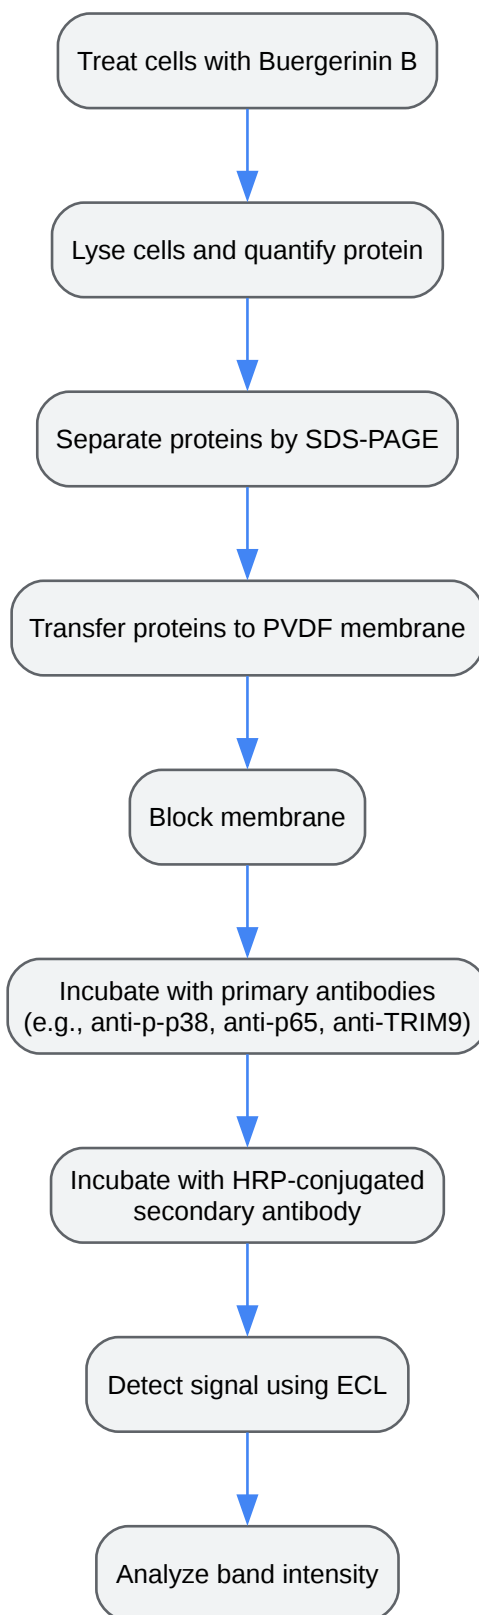 Treat cells with Buergerinin B
Lyse cells and quantify protein
Separate proteins by SDS-PAGE
Transfer proteins to PVDF membrane
Block membrane
Incubate with primary antibodies
(e.g., anti-p-p38, anti-p65, anti-TRIM9)
Incubate with HRP-conjugated
secondary antibody
Detect signal using ECL
Analyze band intensity